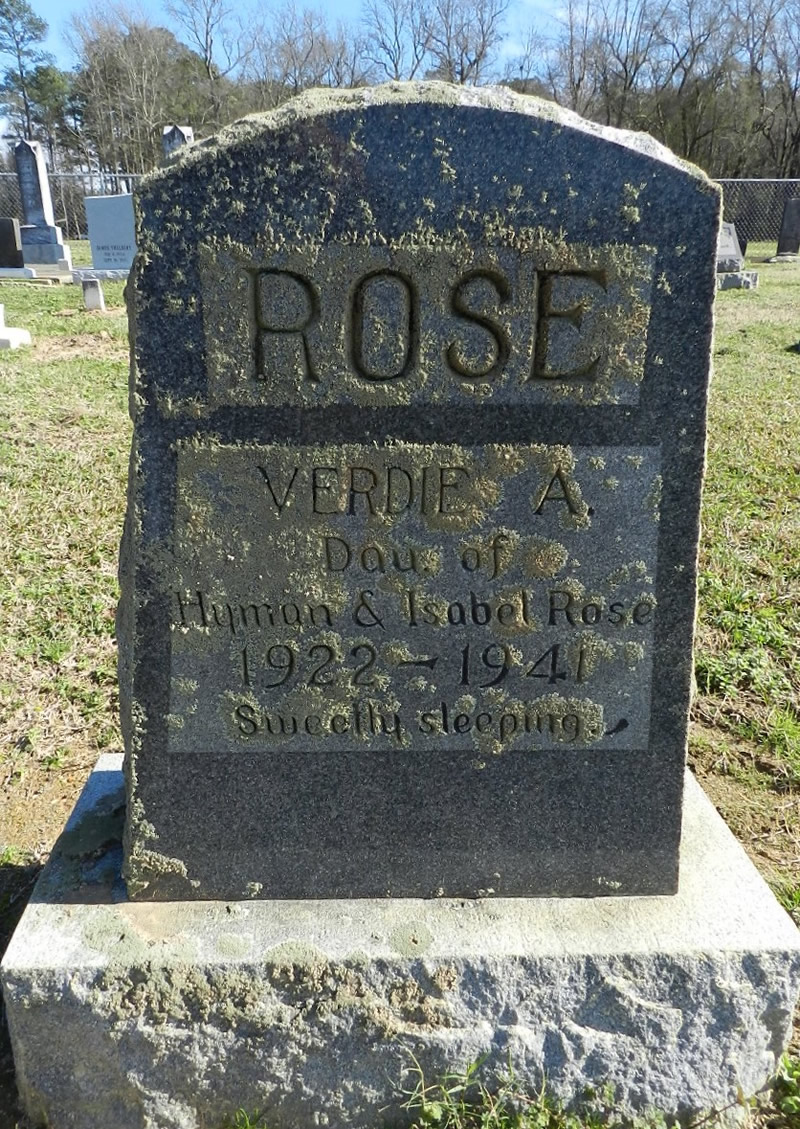 ROSE
VERDIE A.
Dau. of
Hyman & Isabel Rose
1922 - 1941
Sweetly sleeping.